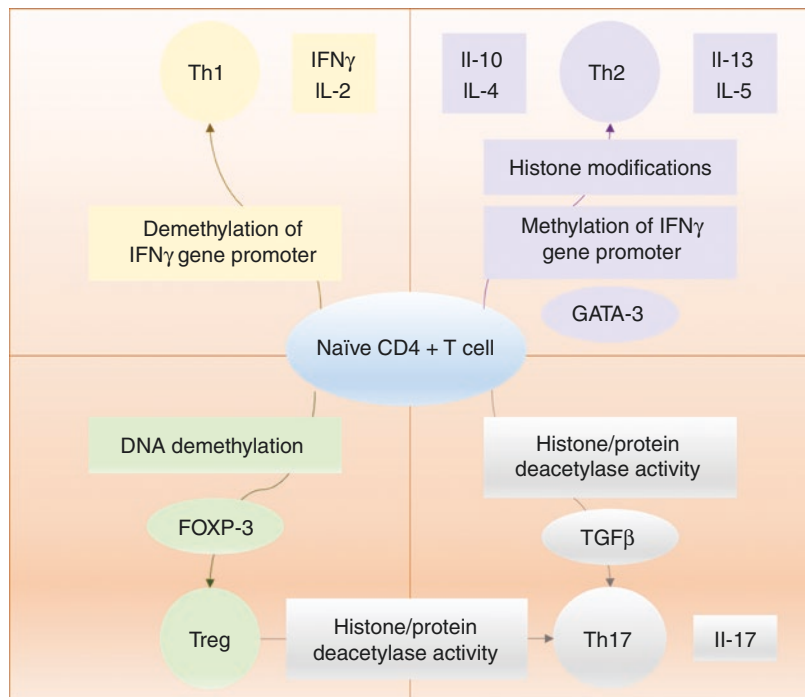 Th1
IFNγ
IL-2
Il-10
IL-4
Th2
Il-13
IL-5
Histone modifications
Demethylation of
IFNγ gene promoter
Methylation of IFNγ
gene promoter
GATA-3
Naïve CD4 + T cell
DNA demethylation
Histone/protein
deacetylase activity
FOXP-3
TGFβ
Treg
Histone/protein
deacetylase activity
Th17
Il-17